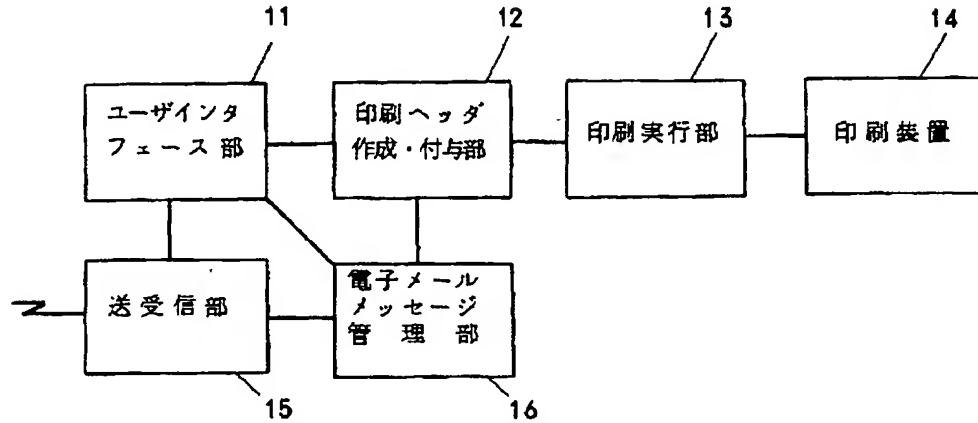 11
12
13
14
ユーザインタ
フェース部
印刷ヘッダ
作成・付与部
印刷実行部
印刷装置
送受信部
電子メール
メッセージ
管理部
15
16